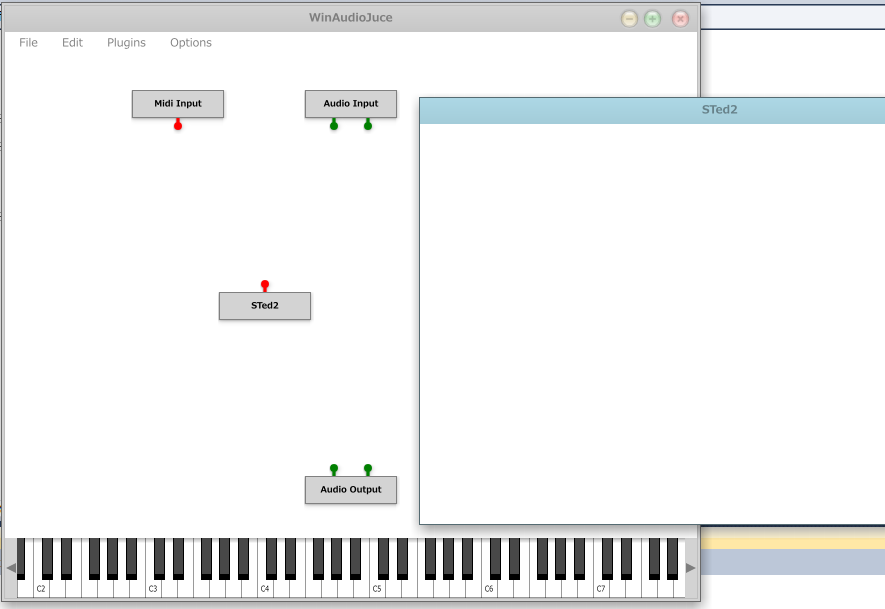 WinAudioJuce
File Edit Plugins Options
Midi Input
Audio Input
STed2
STed2
Audio Output
C2 C3 C4 C5 C6 C7